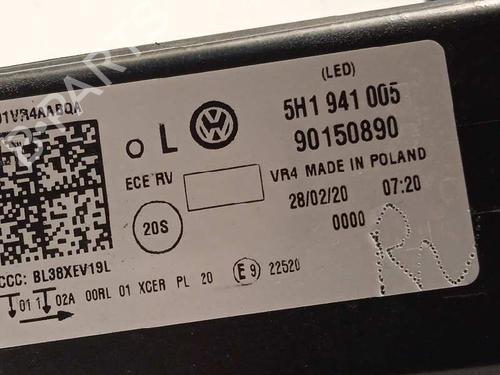 01VR4AABQA
(LED)
o L
5H1 941 005
90150890
ECE RV
VR4 MADE IN POLAND
28/02/20 07:20
20S
0000
CCC: BL38XEV19L
01 1 02A 00RL 01 XCER PL 20 E9 22520